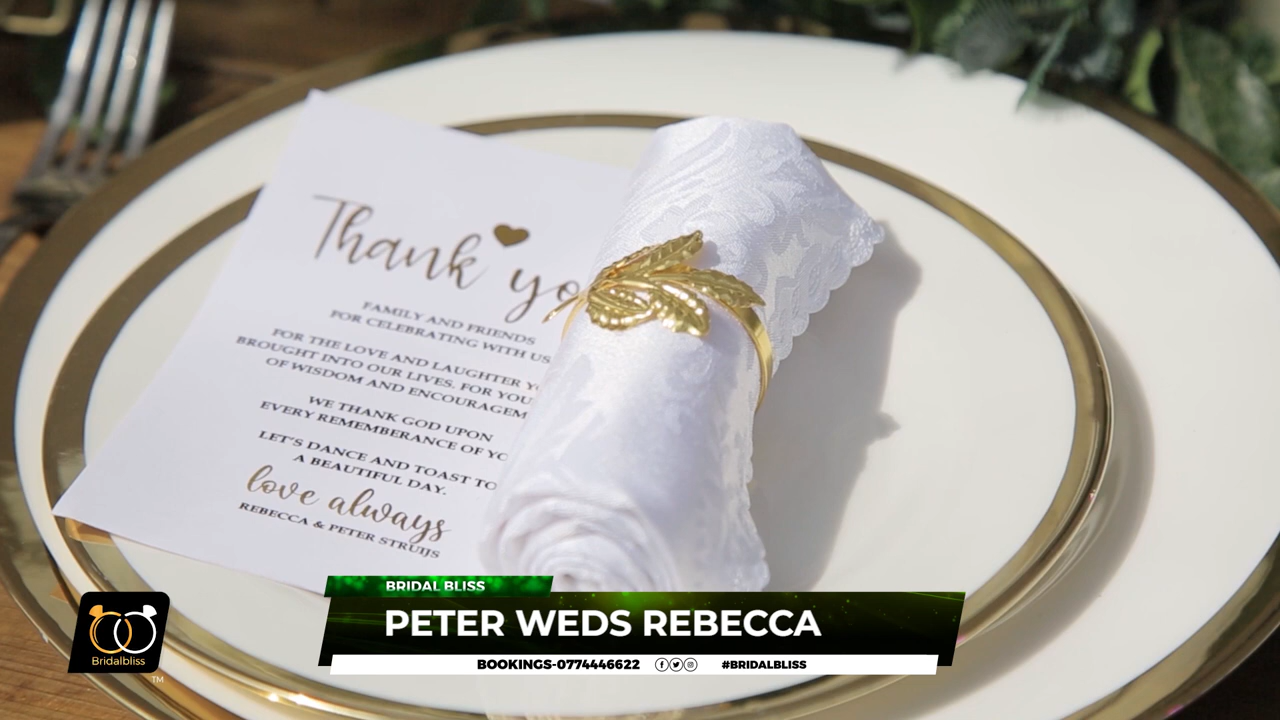 Thank yo
FAMILY AND FRIENDS
FOR CELEBRATING WITH US
FOR THE LOVE AND LAUGHTER
BROUGHT INTO OUR LIVES. FOR YOU
OF WISDOM AND ENCOURAGEM
WE THANK GOD UPON
EVERY REMEMBERANCE OF YO
LET'S DANCE AND TOAST TO
A BEAUTIFUL DAY.
love always
REBECCA & PETER STRUIJS
BRIDAL BLISS
PETER WEDS REBECCA
BOOKINGS-0774446622 #BRIDALBLISS
Bridalbliss
TM